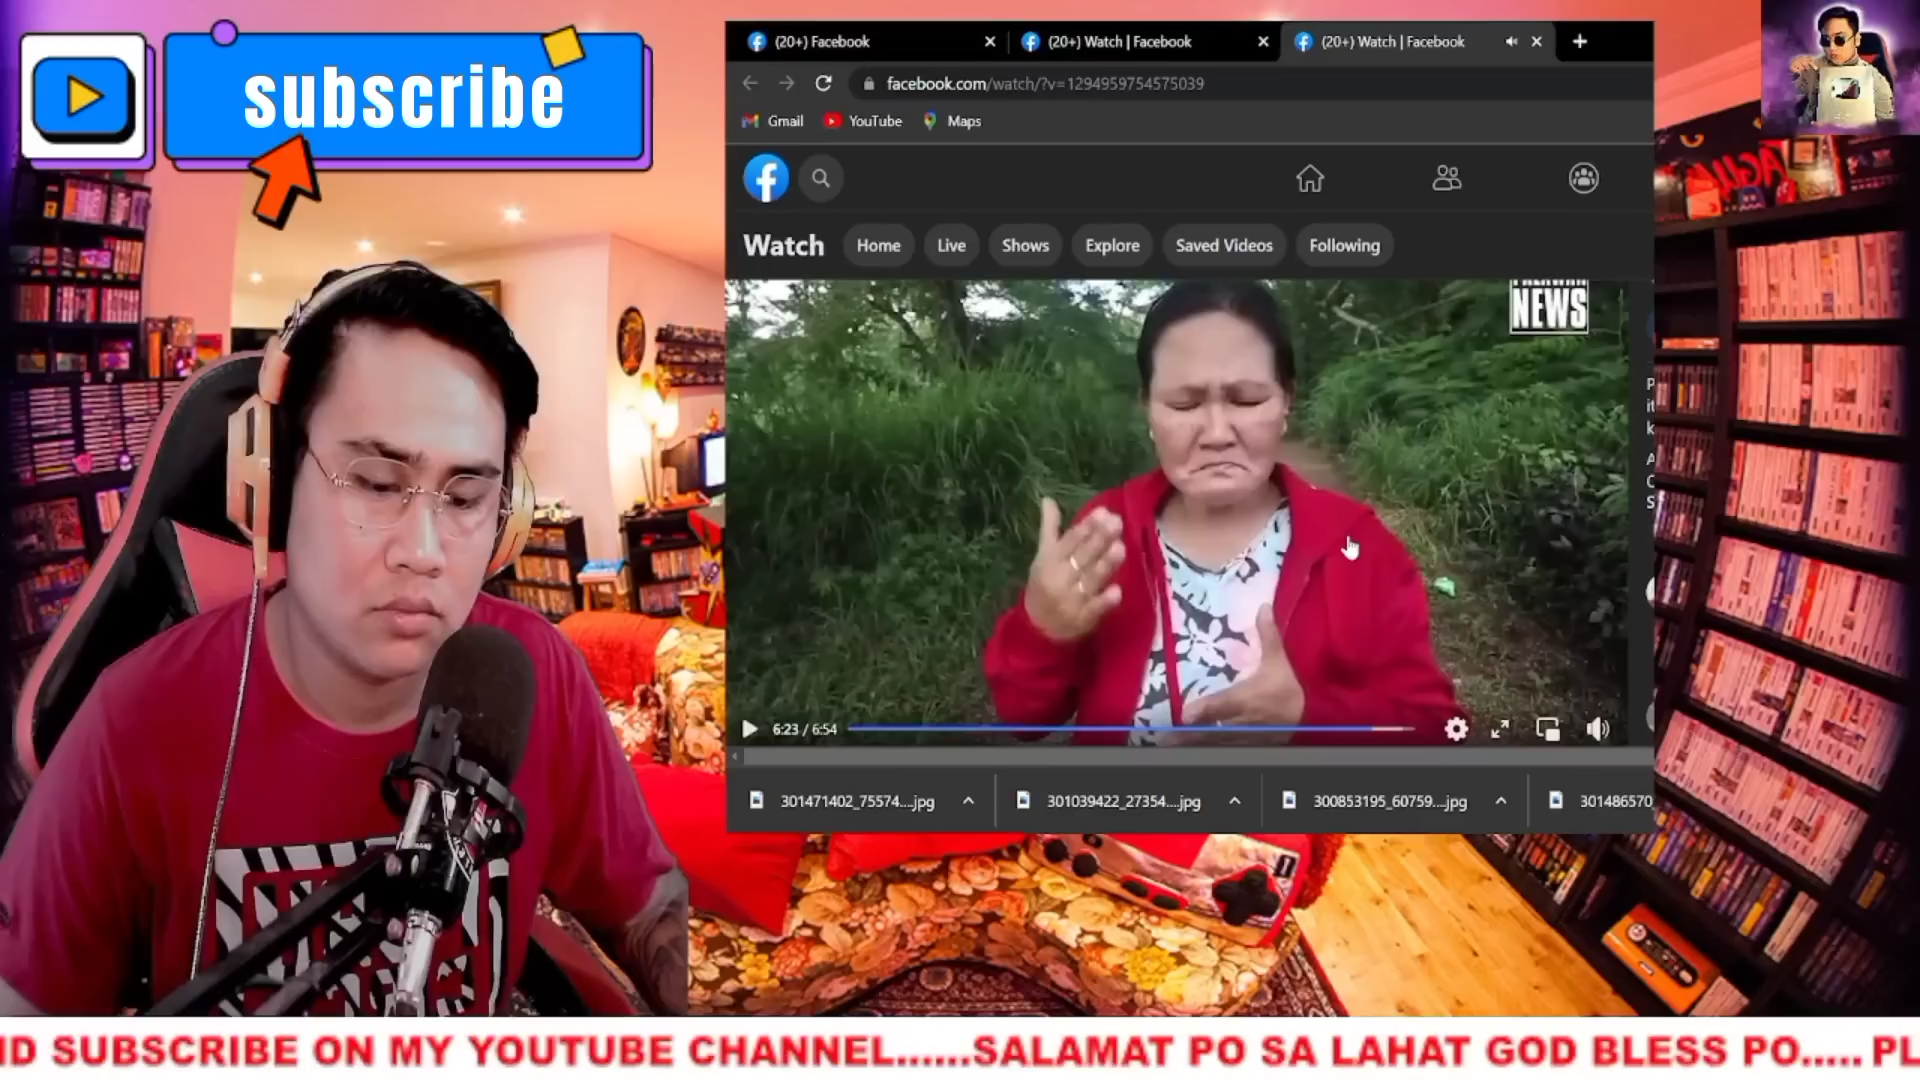 subscribe
(20+) Facebook
(20+) Watch | Facebook
(20+) Watch | Facebook
facebook.com/watch/?v=1294959754575039
Gmail
YouTube
Maps
Watch
Home
Live
Shows
Explore
Saved Videos
Following
NEWS
6:23 / 6:54
301471402_75574....jpg
301039422_27354....jpg
300853195_60759....jpg
301486570
SUBSCRIBE ON MY YOUTUBE CHANNEL......SALAMAT PO SA LAHAT GOD BLESS PO..... PL